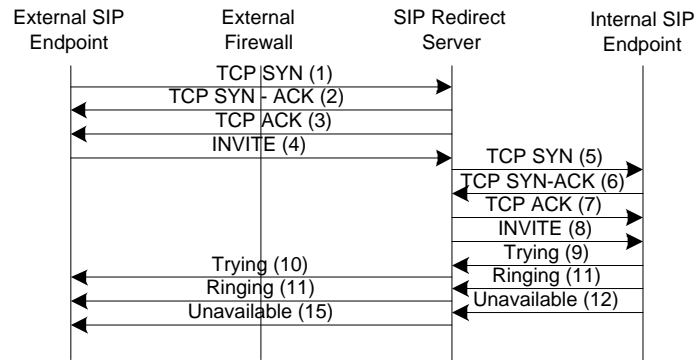 External SIP
Endpoint
External
Firewall
SIP Redirect
Server
Internal SIP
Endpoint
TCP SYN (1)
TCP SYN - ACK (2)
TCP ACK (3)
INVITE (4)
TCP SYN (5)
TCP SYN-ACK (6)
TCP ACK (7)
INVITE (8)
Trying (9)
Trying (10)
Ringing (11)
Ringing (11)
Unavailable (12)
Unavailable (15)